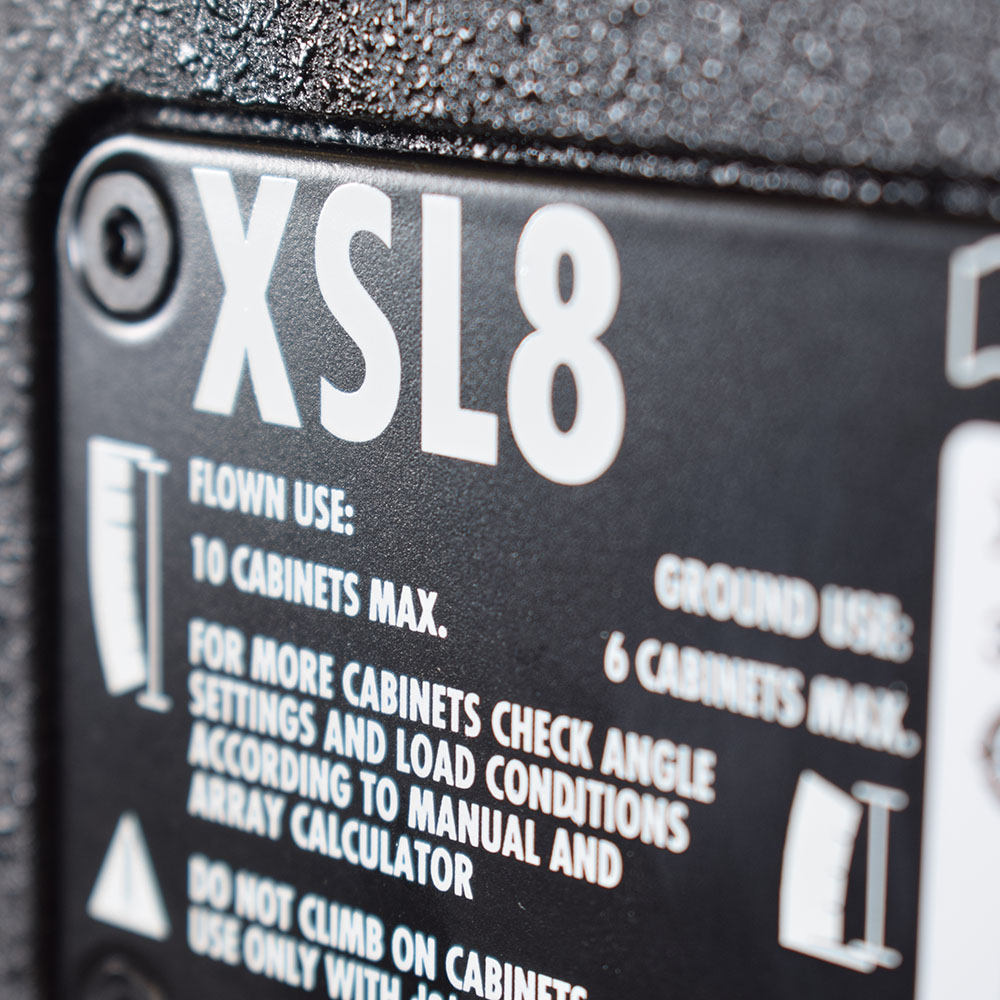 XSL8
FLOWN USE:
10 CABINETS MAX.
GROUND USE:
6 CABINETS MAX.
FOR MORE CABINETS CHECK ANGLE
SETTINGS AND LOAD CONDITIONS
ACCORDING TO MANUAL AND
ARRAY CALCULATOR
DO NOT CLIMB ON CABINETS
USE ONLY WITH